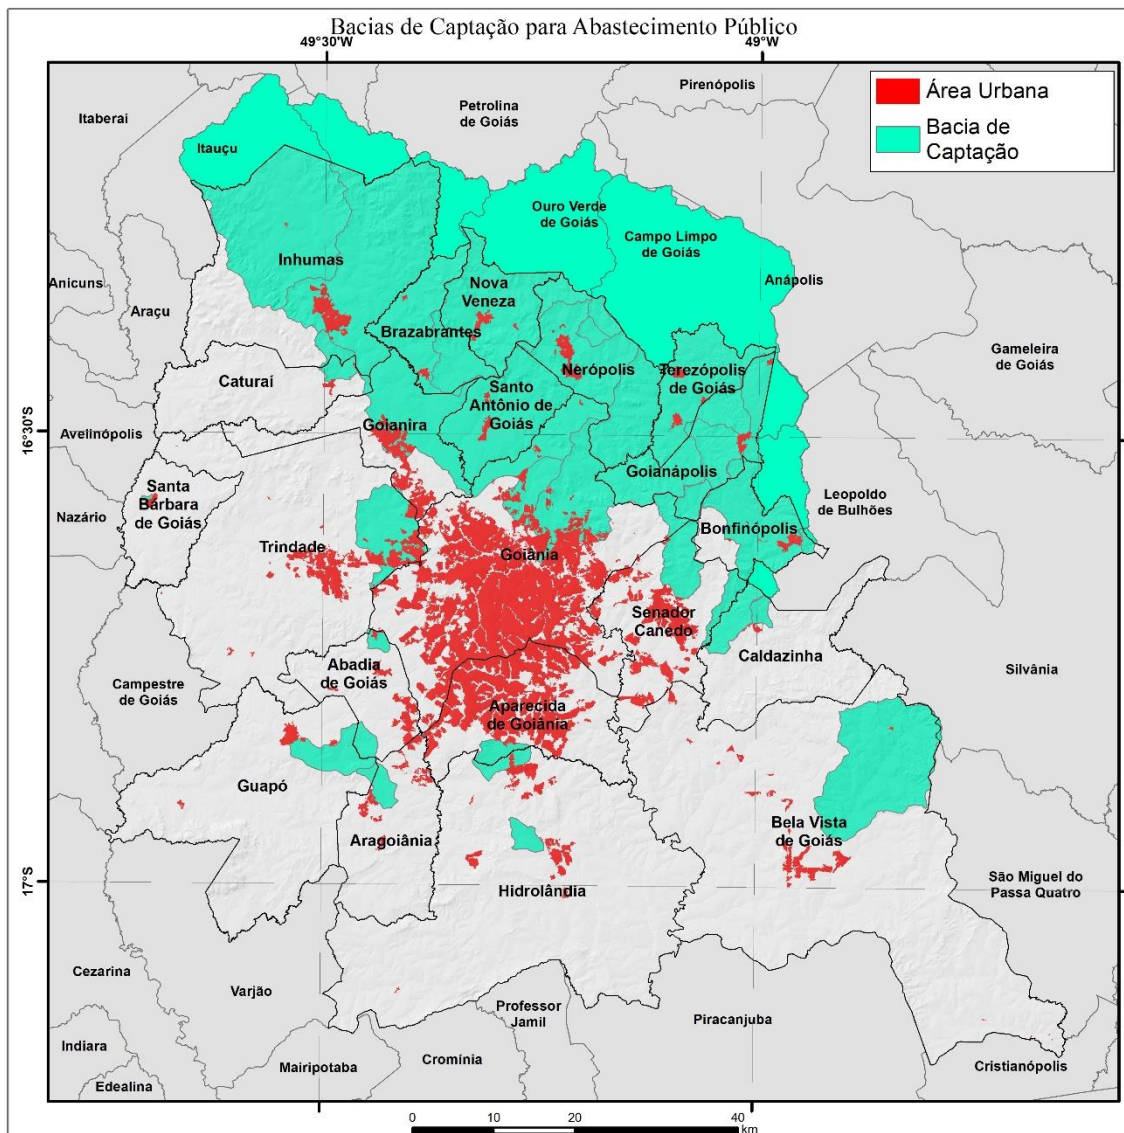 Bacias de Captação para Abastecimento Público
49°30'W
49°W
Pirenópolis
Área Urbana
Bacia de
Captação
Itaberaí
Petrolina
de Goiás
Itauçu
Ouro Verde
de Goiás
Campo Limpo
de Goiás
Inhumas
Anápolis
Anicuns
Nova
Veneza
Araçu
Brazabrantes
Gameleira
de Goiás
Nerópolis
Terezópolis
de Goiás
Caturaí
Santo
Antônio de
Goiás
Goianira
16°30'S
Avelinópolis
Goianápolis
Santa
Bárbara
de Goiás
Leopoldo
de Bulhões
Nazário
Bonfinópolis
Trindade
Goiânia
Senador
Canedo
Caldazinha
Abadia
de Goiás
Silvânia
Campestre
de Goiás
Aparecida
de Goiânia
Guapó
Bela Vista
de Goiás
Aragoiânia
17°S
Hidrolândia
São Miguel do
Passa Quatro
Cezarina
Varjão
Professor
Jamil
Piracanjuba
Indiara
Mairipotaba
Cromínia
Cristianópolis
Edealina
0 10 20 40
km